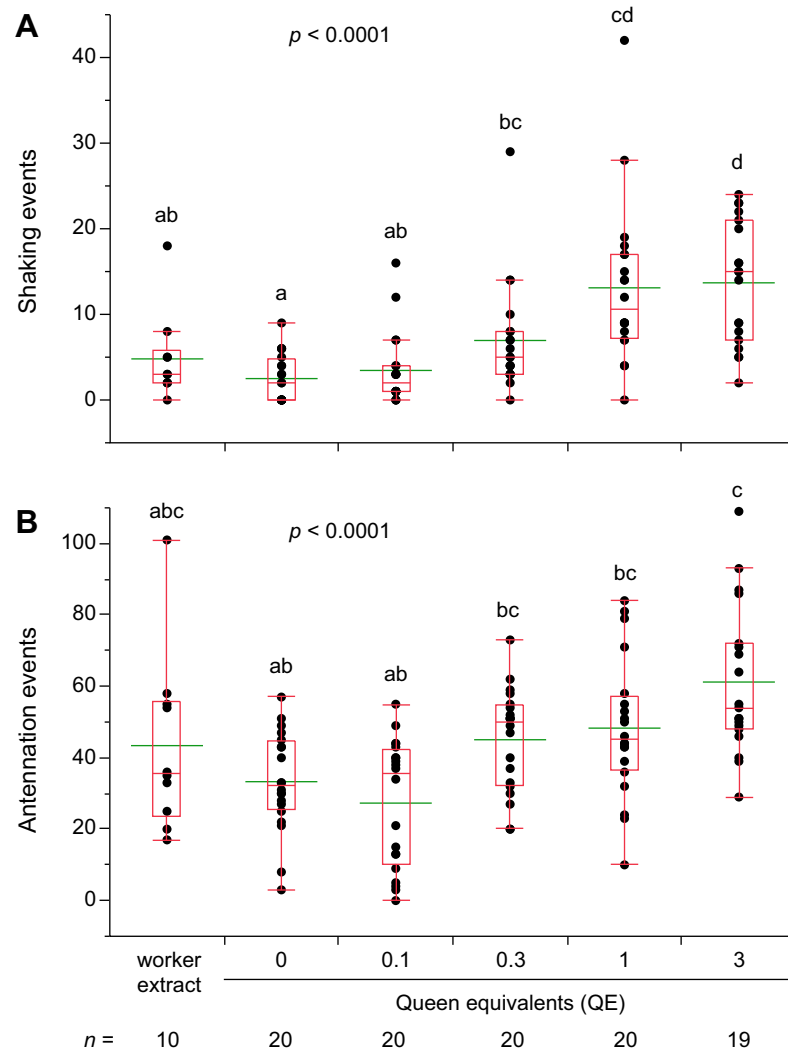 A
p < 0.0001
cd
40
bc
30
d
ab
ab
20
a
10
0
Shaking events
B
abc
c
p < 0.0001
100
bc
bc
80
ab
ab
60
40
20
0
Antennation events
worker extract
0
0.1
0.3
1
3
Queen equivalents (QE)
n = 10 20 20 20 20 19